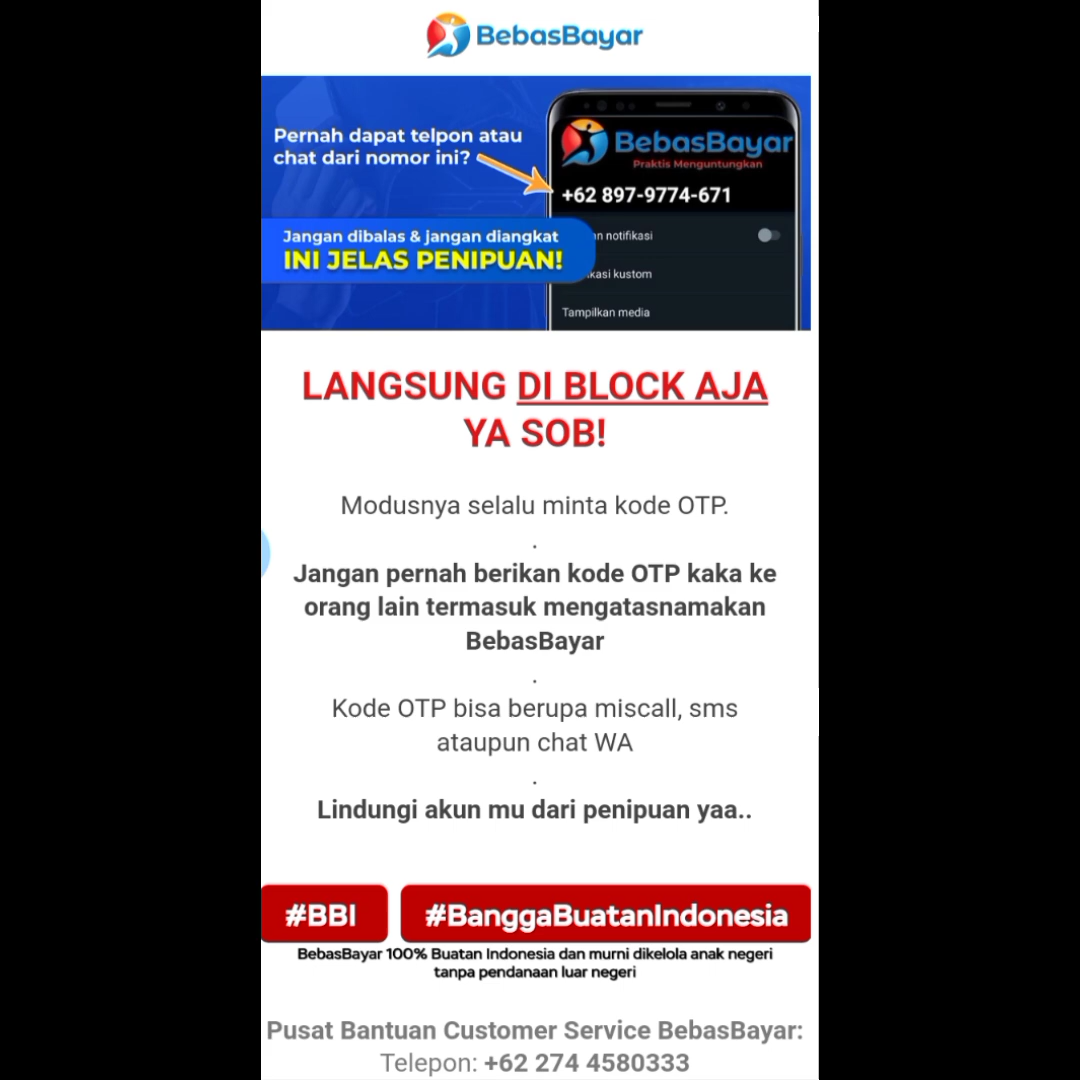 BebasBayar
Pernah dapat telpon atau
chat dari nomor ini?
BebasBayar
Praktis Menguntungkan
+62 897-9774-671
Jangan dibalas & jangan diangkat
INI JELAS PENIPUAN!
notifikasi
kustom
Tampilkan media
LANGSUNG DI BLOCK AJA
YA SOB!
Modusnya selalu minta kode OTP.
.
Jangan pernah berikan kode OTP kaka ke
orang lain termasuk mengatasnamakan
BebasBayar
.
Kode OTP bisa berupa miscall, sms
ataupun chat WA
.
Lindungi akun mu dari penipuan yaa..
#BBI
#BanggaBuatanIndonesia
BebasBayar 100% Buatan Indonesia dan murni dikelola anak negeri
tanpa pendanaan luar negeri
Pusat Bantuan Customer Service BebasBayar:
Telepon: +62 274 4580333